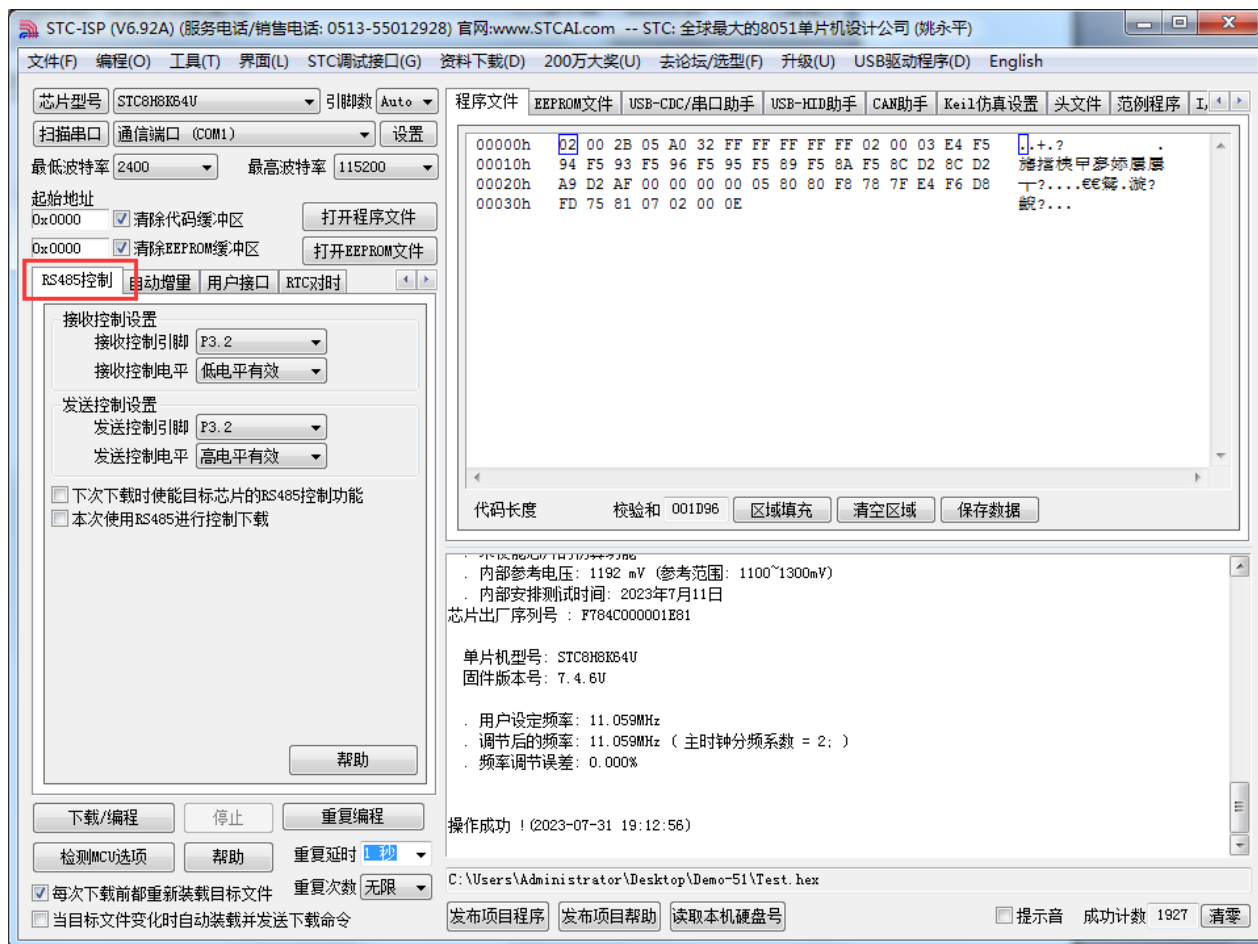 STC-ISP (V6.92A) (服务电话/销售电话: 0513-55012928) 官网:www.STCAI.com -- STC: 全球最大的8051单片机设计公司 (姚永平)
文件(F) 编程(O) 工具(T) 界面(L) STC调试接口(G) 资料下载(D) 200万大奖(U) 去论坛/选型(F) 升级(U) USB驱动程序(D) English
芯片型号 STC8H8K64U 引脚数 Auto
扫描串口 通信端口 (COM1) 设置
最低波特率 2400 最高波特率 115200
起始地址
0x0000 清除代码缓冲区 打开程序文件
0x0000 清除EEPROM缓冲区 打开EEPROM文件
RS485控制 自动增量 用户接口 RTC对时
接收控制设置
接收控制引脚 P3.2
接收控制电平 低电平有效
发送控制设置
发送控制引脚 P3.2
发送控制电平 高电平有效
下次下载时使能目标芯片的RS485控制功能
本次使用RS485进行控制下载
帮助
下载/编程 停止 重复编程
检测MCU选项 帮助 重复延时 1 秒
每次下载前都重新装载目标文件 重复次数 无限
当目标文件变化时自动装载并发送下载命令
程序文件 EEPROM文件 USB-CDC/串口助手 USB-HID助手 CAN助手 Keil仿真设置 头文件 范例程序 I,
00000h 02 00 2B 05 A0 32 FF FF FF FF FF 02 00 03 E4 F5 ..+.? .
00010h 94 F5 93 F5 96 F5 95 F5 89 F5 8A F5 8C D2 8C D2
00020h A9 D2 AF 00 00 00 00 05 80 80 F8 78 7F E4 F6 D8
00030h FD 75 81 07 02 00 0E
代码长度 校验和 001D96 区域填充 清空区域 保存数据
. 未使能芯片的仿真功能
. 内部参考电压: 1192 mV (参考范围: 1100~1300mV)
. 内部安排测试时间: 2023年7月11日
芯片出厂序列号 : F784C000001E81
单片机型号: STC8H8K64U
固件版本号: 7.4.6U
. 用户设定频率: 11.059MHz
. 调节后的频率: 11.059MHz ( 主时钟分频系数 = 2; )
. 频率调节误差: 0.000%
操作成功 !(2023-07-31 19:12:56)
C:\Users\Administrator\Desktop\Demo-51\Test.hex
发布项目程序 发布项目帮助 读取本机硬盘号 提示音 成功计数 1927 清零